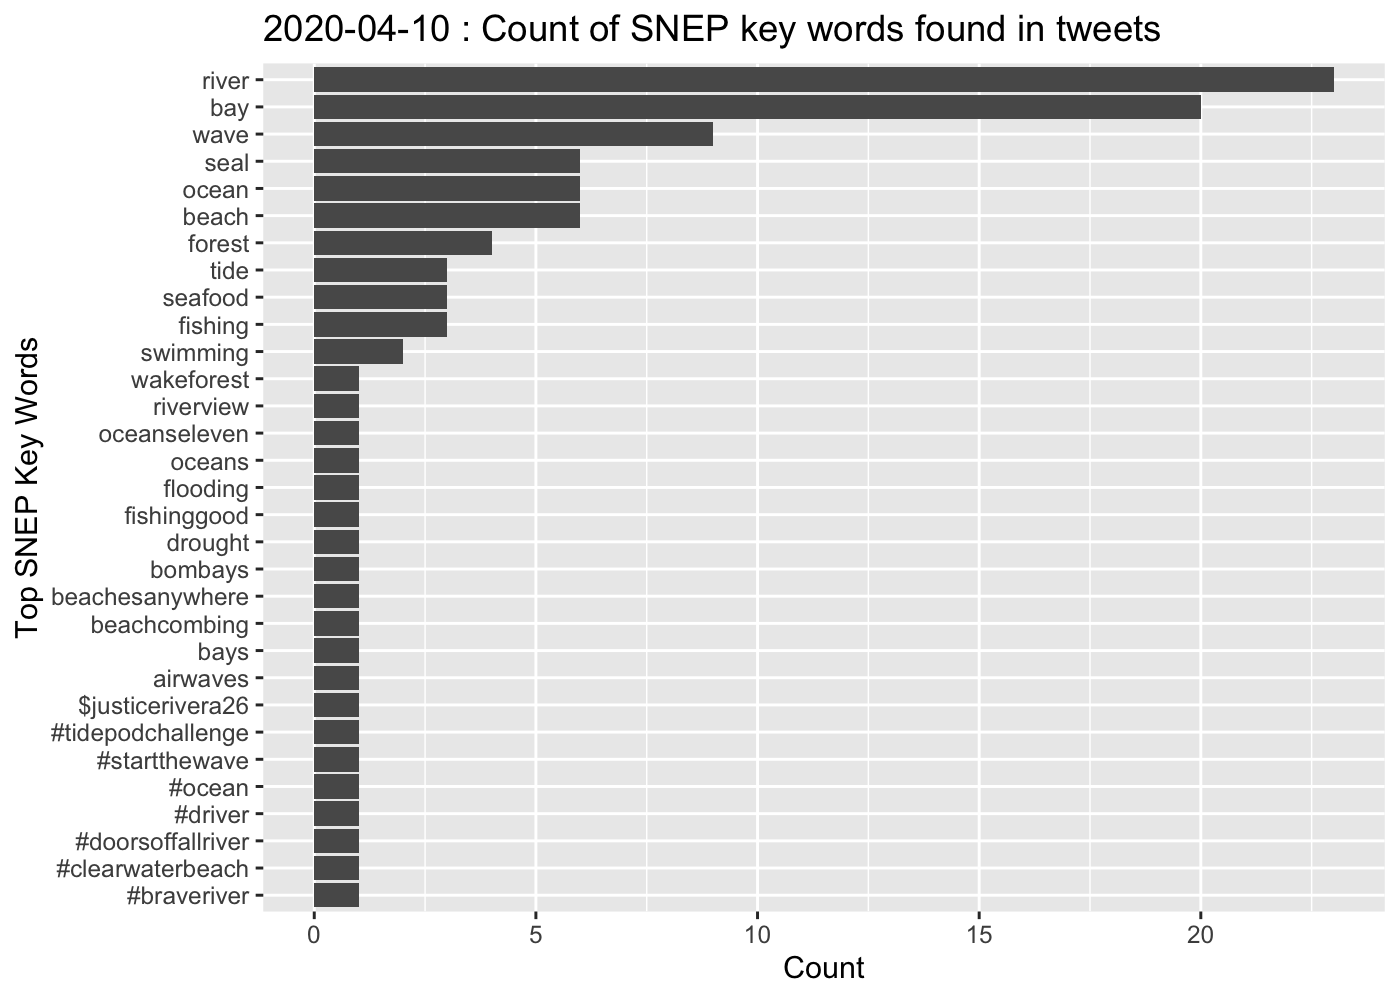 2020-04-10 : Count of SNEP key words found in tweets
Top SNEP Key Words
river
bay
wave
seal
ocean
beach
forest
tide
seafood
fishing
swimming
wakeforest
riverview
oceanseleven
oceans
flooding
fishinggood
drought
bombays
beachesanywhere
beachcombing
bays
airwaves
$justicerivera26
#tidepodchallenge
#startthewave
#ocean
#driver
#doorsoffallriver
#clearwaterbeach
#braveriver
0 5 10 15 20
Count